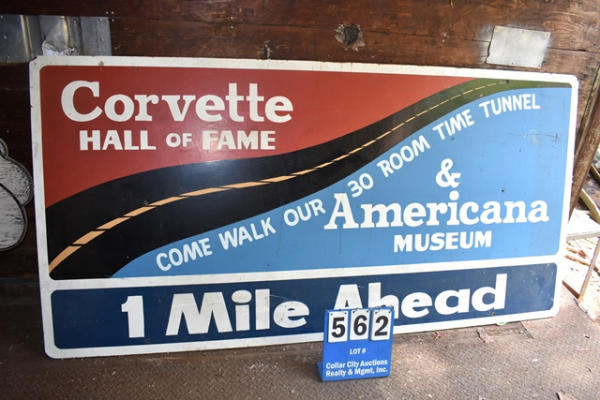 Corvette
HALL OF FAME
COME WALK OUR 30 ROOM TIME TUNNEL
&
Americana
MUSEUM
1 Mile Ahead
562
LOT #
Collar City Auctions
Realty & Mgmt, Inc.